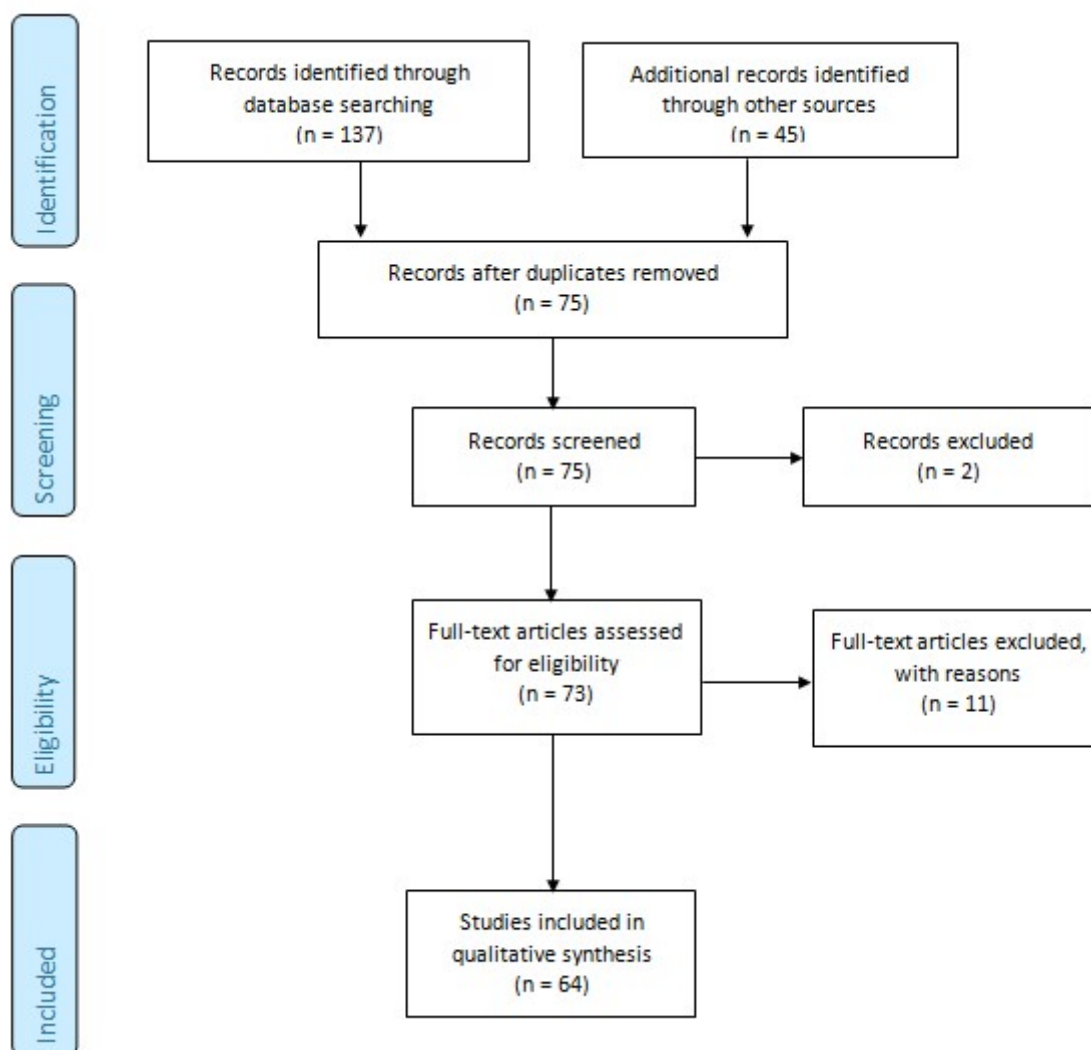 Identification
Records identified through
database searching
(n = 137)
Additional records identified
through other sources
(n = 45)
Records after duplicates removed
(n = 75)
Screening
Records screened
(n = 75)
Records excluded
(n = 2)
Eligibility
Full-text articles assessed
for eligibility
(n = 73)
Full-text articles excluded,
with reasons
(n = 11)
Included
Studies included in
qualitative synthesis
(n = 64)